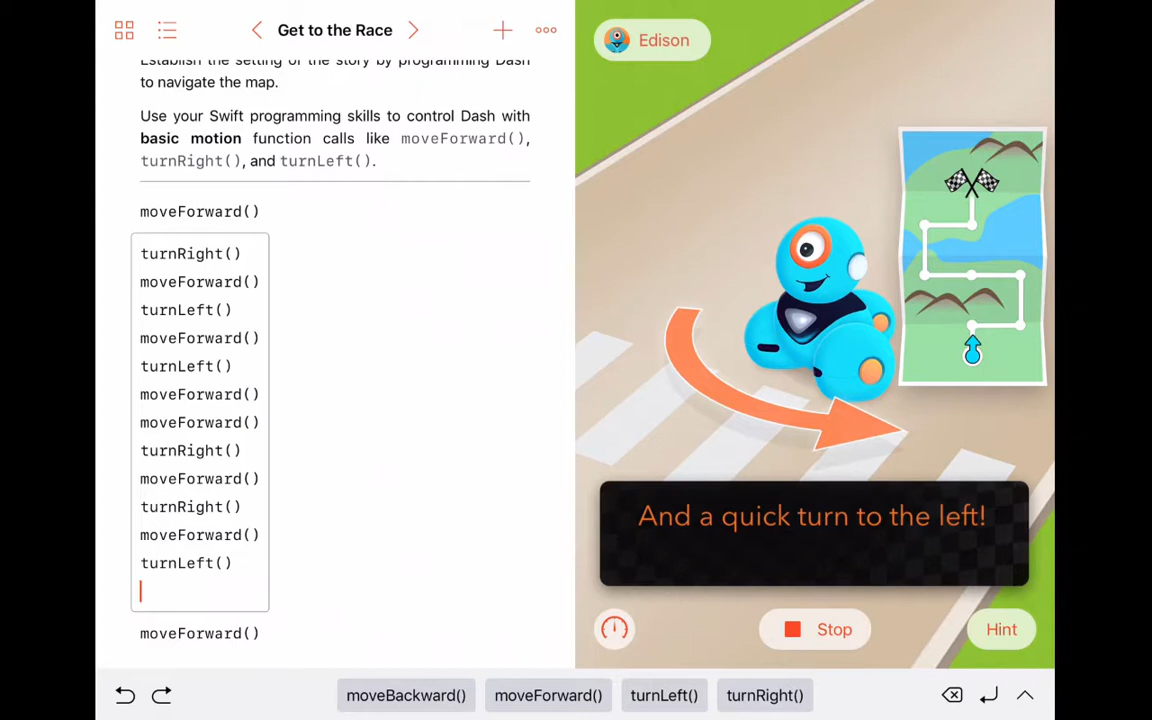 Get to the Race
Edison
Establish the setting of the story by programming Dash
to navigate the map.
Use your Swift programming skills to control Dash with
basic motion function calls like moveForward(),
turnRight(), and turnLeft().
moveForward()
turnRight()
moveForward()
turnLeft()
moveForward()
turnLeft()
moveForward()
moveForward()
turnRight()
moveForward()
turnRight()
moveForward()
turnLeft()
moveForward()
And a quick turn to the left!
Stop
Hint
moveBackward()
moveForward()
turnLeft()
turnRight()